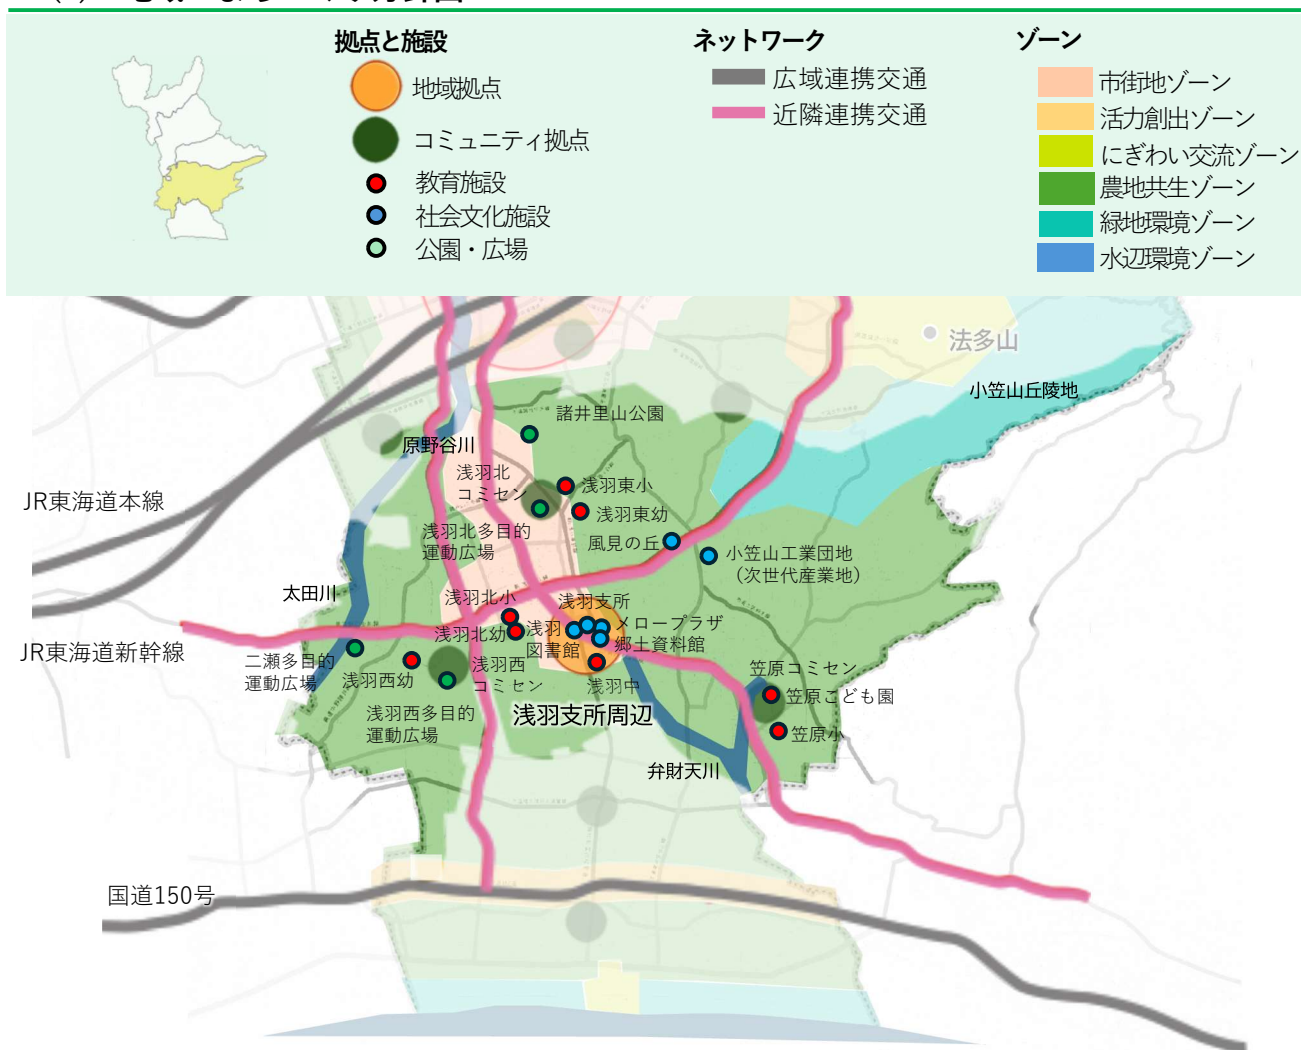 拠点と施設
地域拠点
コミュニティ拠点
教育施設
社会文化施設
公園・広場
ネットワーク
広域連携交通
近隣連携交通
ゾーン
市街地ゾーン
活力創出ゾーン
にぎわい交流ゾーン
農地共生ゾーン
緑地環境ゾーン
水辺環境ゾーン
法多山
小笠山丘陵地
諸井里山公園
原野谷川
浅羽北
コミセン
浅羽東小
JR東海道本線
浅羽東幼
浅羽北多目的
運動広場
風見の丘
小笠山工業団地
（次世代産業地）
太田川
浅羽北小
浅羽支所
メロープラザ
浅羽北幼
浅羽
図書館
郷土資料館
JR東海道新幹線
二瀬多目的
運動広場
浅羽西幼
浅羽西
コミセン
浅羽中
笠原コミセン
笠原こども園
浅羽西多目的
運動広場
浅羽支所周辺
笠原小
弁財天川
国道150号